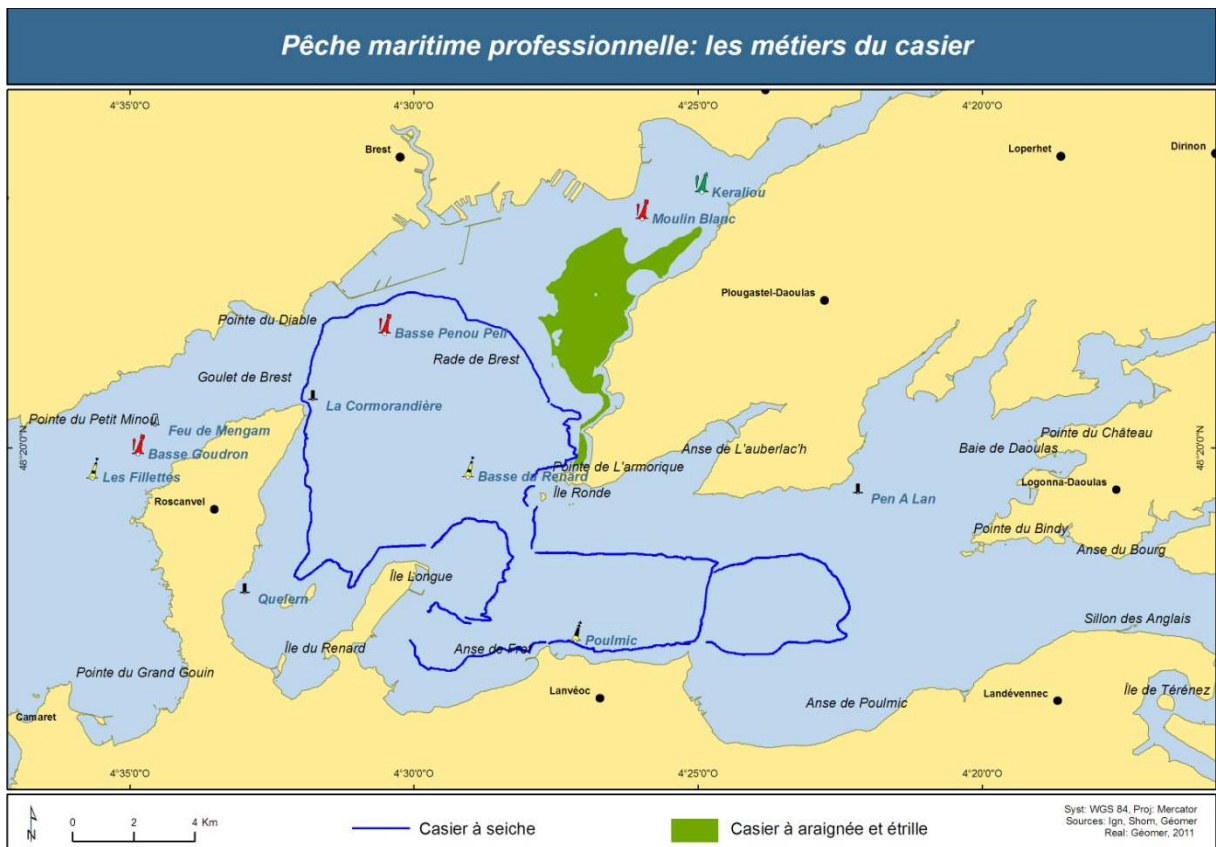 Pêche maritime professionnelle: les métiers du casier
4°35'0"O 4°30'0"O 4°25'0"O 4°20'0"O
Brest
Loperhet
Dirinon
Keraliou
Moulin Blanc
Plougastel-Daoulas
Pointe du Diable
Basse Penou Pell
Rade de Brest
Goulet de Brest
La Cormorandière
Pointe du Petit Minou
Feu de Mengam
48°20'0"N
Basse Goudron
Les Fillettes
Roscanvel
Basse du Renard
Pointe de L'armorique
Île Ronde
Anse de L'auberlac'h
Pen A Lan
Baie de Daoulas
Pointe du Château
48°20'0"N
Logonna-Daoulas
Pointe du Bindy
Anse du Bourg
Île Longue
Quelern
Sillon des Anglais
Île du Renard
Anse de Fret
Poulmic
Pointe du Grand Gouin
Lanvéoc
Anse de Poulmic
Landévennec
Île de Térénez
Camaret
4°35'0"O 4°30'0"O 4°25'0"O 4°20'0"O
N
0 2 4 Km
Casier à seiche
Casier à araignée et étrille
Syst: WGS 84, Proj: Mercator
Sources: Ign, Shom, Géomer
Real: Géomer, 2011